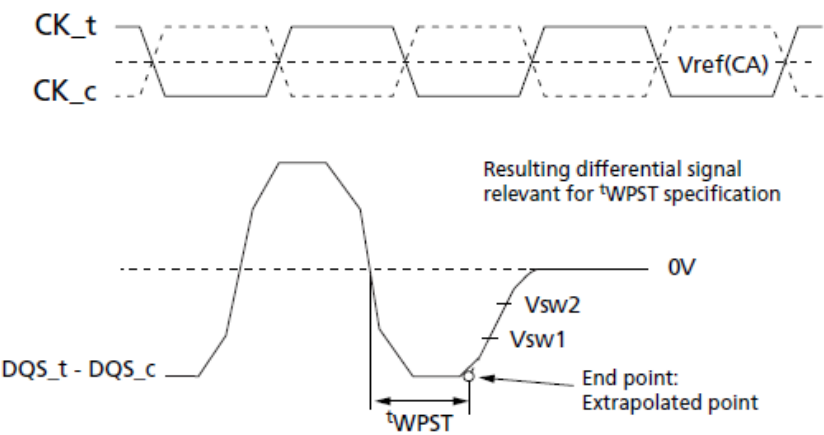 CK_t
Vref(CA)
CK_c
Resulting differential signal
relevant for tWPST specification
0V
Vsw2
Vsw1
DQS_t - DQS_c
End point:
Extrapolated point
tWPST